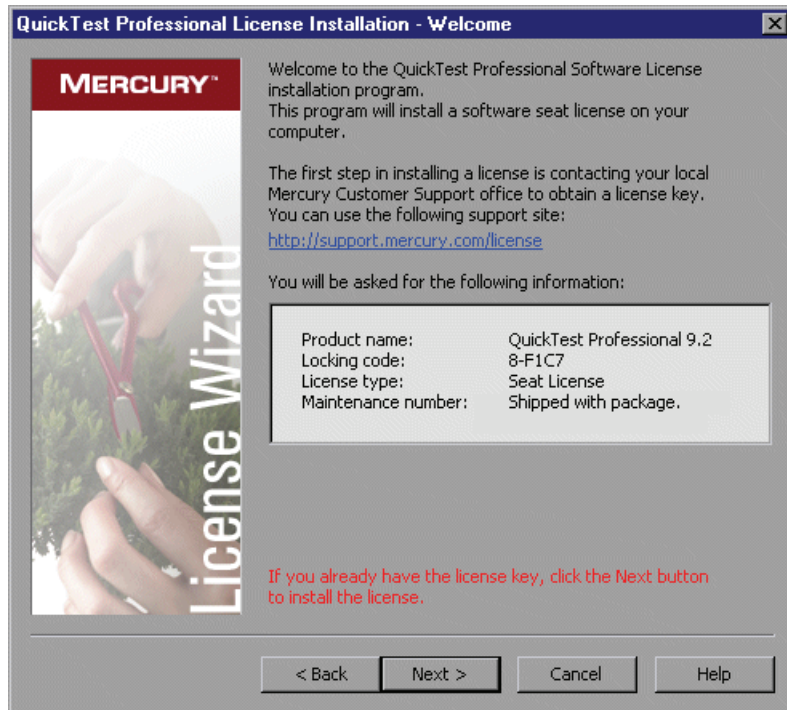 QuickTest Professional License Installation - Welcome
MERCURY™
License Wizard
Welcome to the QuickTest Professional Software License
installation program.
This program will install a software seat license on your
computer.
The first step in installing a license is contacting your local
Mercury Customer Support office to obtain a license key.
You can use the following support site:
http://support.mercury.com/license
You will be asked for the following information:
Product name: QuickTest Professional 9.2
Locking code: 8-F1C7
License type: Seat License
Maintenance number: Shipped with package.
If you already have the license key, click the Next button
to install the license.
< Back Next > Cancel Help